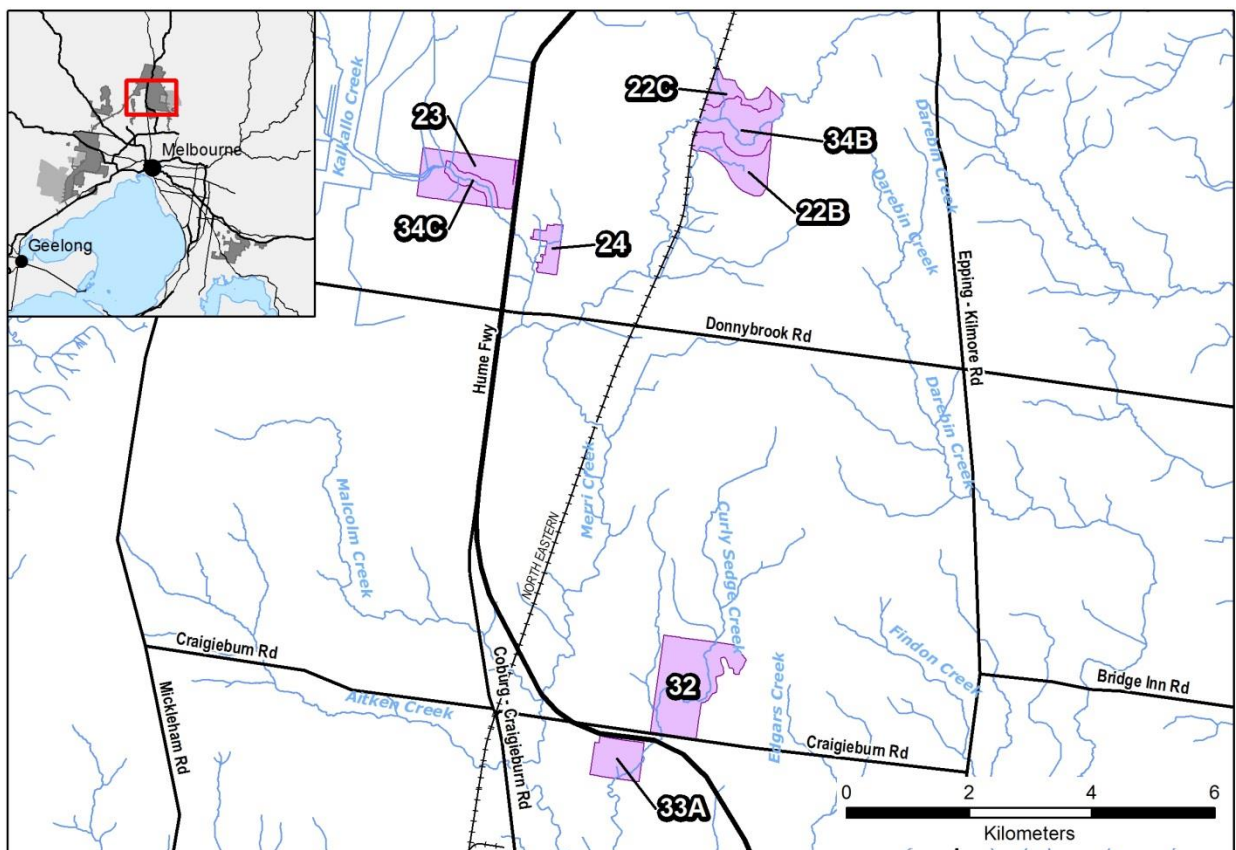 Melbourne
Geelong
Kalkallo Creek
23
34C
24
22C
34B
22B
Darebin Creek
Darebin Creek
Darebin Creek
Epping - Kilmore Rd
Hume Fwy
Donnybrook Rd
Malcolm Creek
Merri Creek
NORTH EASTERN
Curly Sedge Creek
Craigieburn Rd
Mickleham Rd
Aitken Creek
Coburg - Craigieburn Rd
32
Edgars Creek
Findon Creek
Bridge Inn Rd
Craigieburn Rd
33A
0 2 4 6
Kilometers